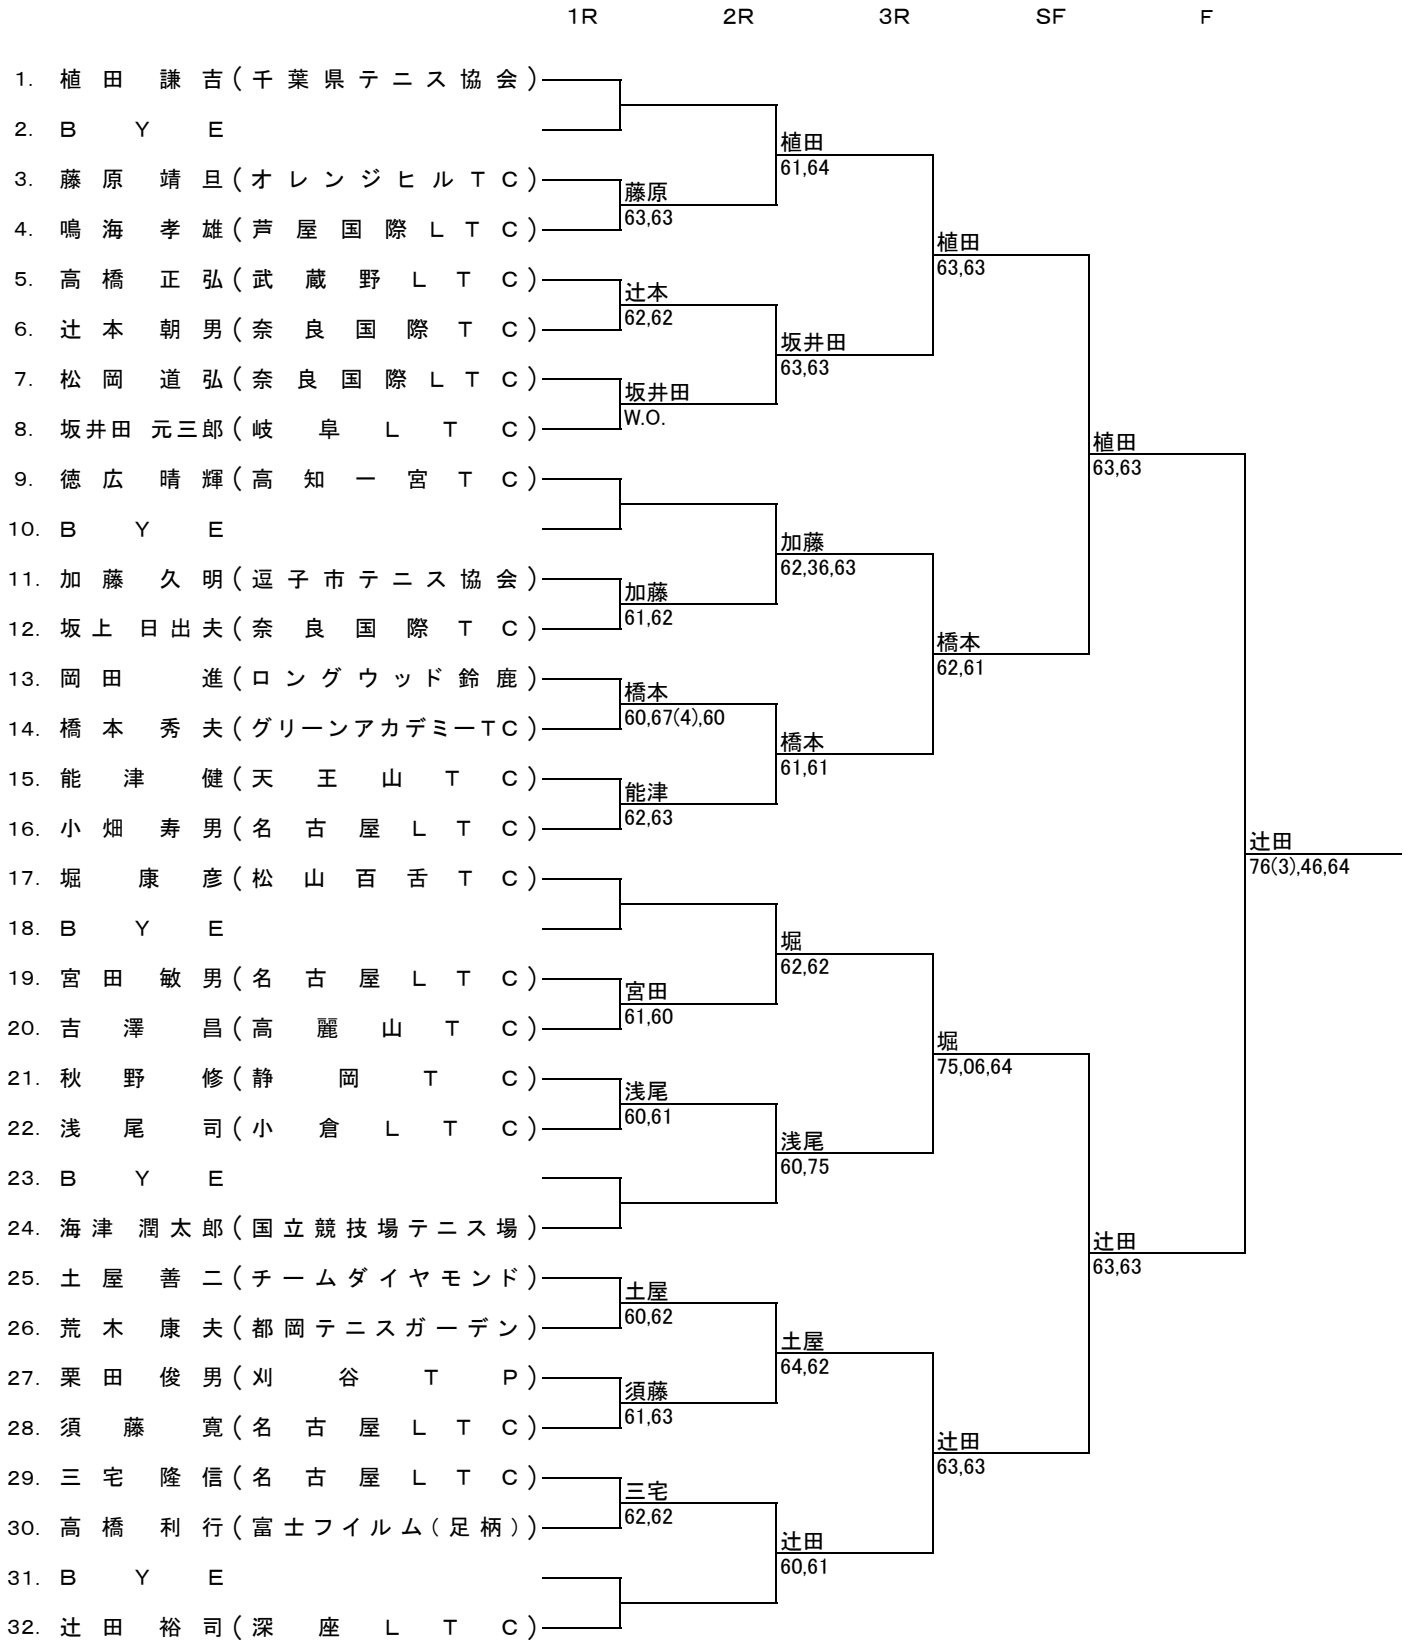 1R 2R 3R SF F
1. 植田 謙吉(千葉県テニス協会)
2. BYE
植田
61,64
3. 藤原 靖旦(オレンジヒルTC)
藤原
63,63
4. 鳴海 孝雄(芦屋国際LTC)
植田
63,63
5. 高橋 正弘(武蔵野LTC)
辻本
62,62
6. 辻本 朝男(奈良国際TC)
坂井田
63,63
7. 松岡 道弘(奈良国際LTC)
坂井田
W.O.
8. 坂井田 元三郎(岐阜LTC)
植田
63,63
9. 徳広 晴輝(高知一宮TC)
10. BYE
加藤
62,36,63
11. 加藤 久明(逗子市テニス協会)
加藤
61,62
12. 坂上 日出夫(奈良国際TC)
橋本
62,61
13. 岡田 進(ロングウッド鈴鹿)
橋本
60,67(4),60
14. 橋本 秀夫(グリーンアカデミーTC)
橋本
61,61
15. 能津 健(天王山TC)
能津
62,63
16. 小畑 寿男(名古屋LTC)
辻田
76(3),46,64
17. 堀 康彦(松山百舌TC)
18. BYE
堀
62,62
19. 宮田 敏男(名古屋LTC)
宮田
61,60
20. 吉澤 昌(高麗山TC)
堀
75,06,64
21. 秋野 修(静岡TC)
浅尾
60,61
22. 浅尾 司(小倉LTC)
浅尾
60,75
23. BYE
24. 海津 潤太郎(国立競技場テニス場)
辻田
63,63
25. 土屋 善二(チームダイヤモンド)
土屋
60,62
26. 荒木 康夫(都岡テニスガーデン)
土屋
64,62
27. 栗田 俊男(刈谷TP)
須藤
61,63
28. 須藤 寛(名古屋LTC)
辻田
63,63
29. 三宅 隆信(名古屋LTC)
三宅
62,62
30. 高橋 利行(富士フイルム(足柄))
辻田
60,61
31. BYE
32. 辻田 裕司(深座LTC)